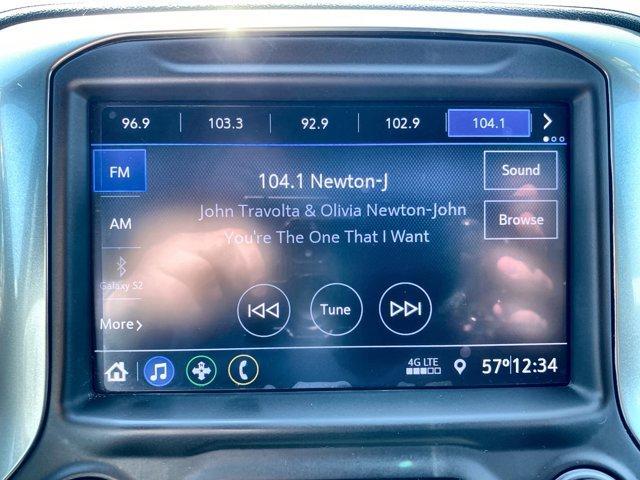 96.9 103.3 92.9 102.9 104.1
FM
104.1 Newton-J
Sound
John Travolta & Olivia Newton-John
AM
Browse
You're The One That I Want
Galaxy S2
Tune
More
4G LTE
57° 12:34